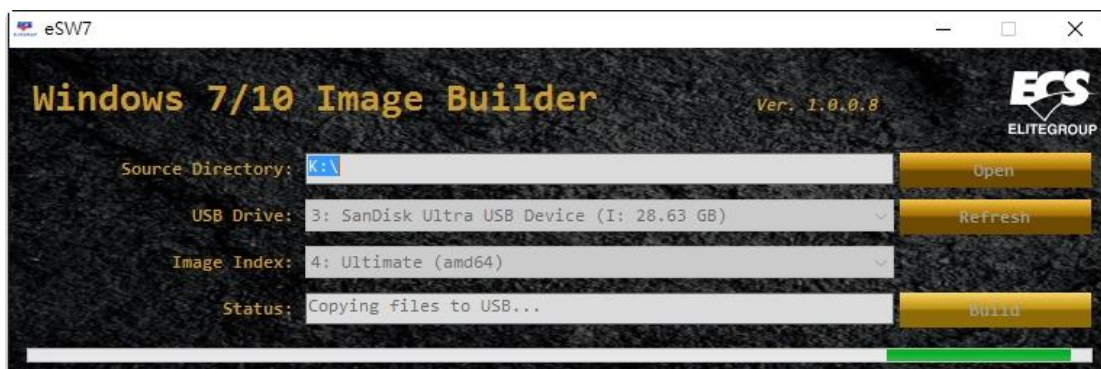 eSW7
Windows 7/10 Image Builder Ver. 1.0.0.8
ECS
ELITEGROUP
Source Directory: K:\ Open
USB Drive: 3: SanDisk Ultra USB Device (I: 28.63 GB) Refresh
Image Index: 4: Ultimate (amd64)
Status: Copying files to USB... Build